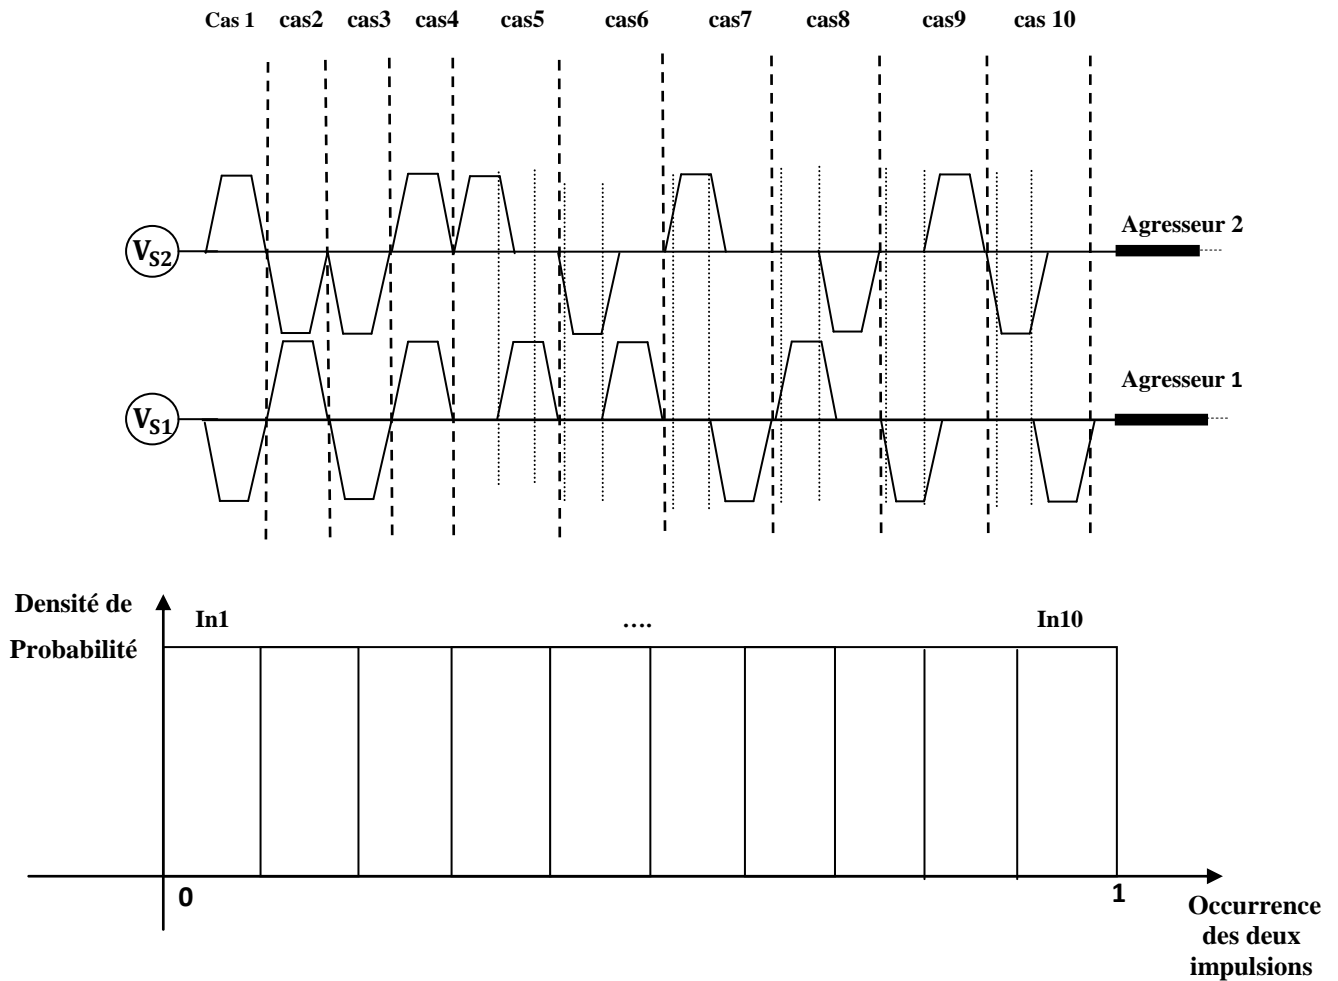 Cas 1 cas2 cas3 cas4 cas5 cas6 cas7 cas8 cas9 cas 10
Agresseur 2
VS2
Agresseur 1
VS1
Densité de
Probabilité
In1 .... In10
0 1
Occurrence
des deux
impulsions